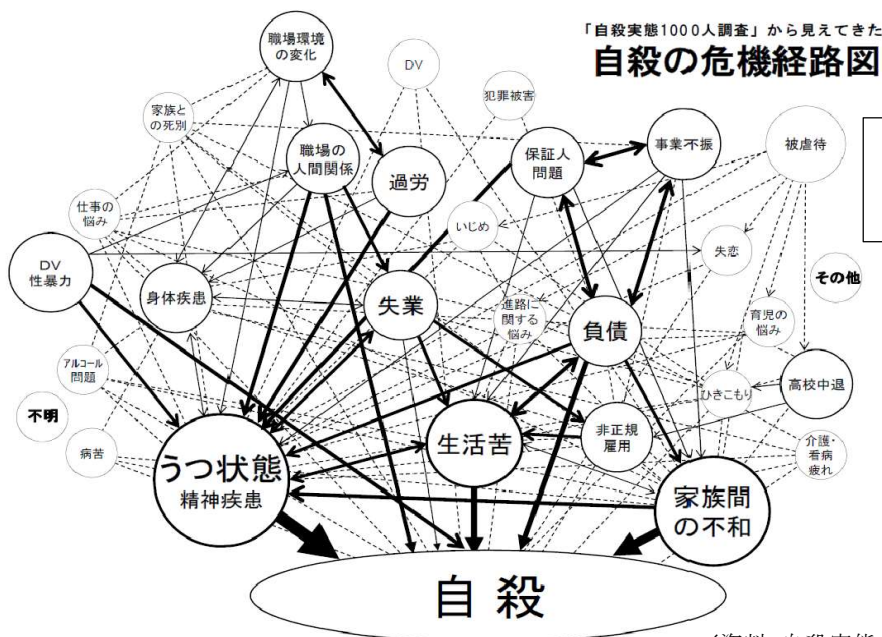 「自殺実態1000人調査」から見えてきた
自殺の危機経路図
職場環境
の変化
DV
犯罪被害
家族と
の死別
職場の
人間関係
過労
保証人
問題
事業不振
被虐待
仕事の
悩み
いじめ
失恋
DV
性暴力
身体疾患
失業
進路に
関する
悩み
負債
その他
育児の
悩み
アルコール
問題
ひきこもり
高校中退
不明
病苦
うつ状態
精神疾患
生活苦
非正規
雇用
介護・
看病
疲れ
家族間
の不和
自殺